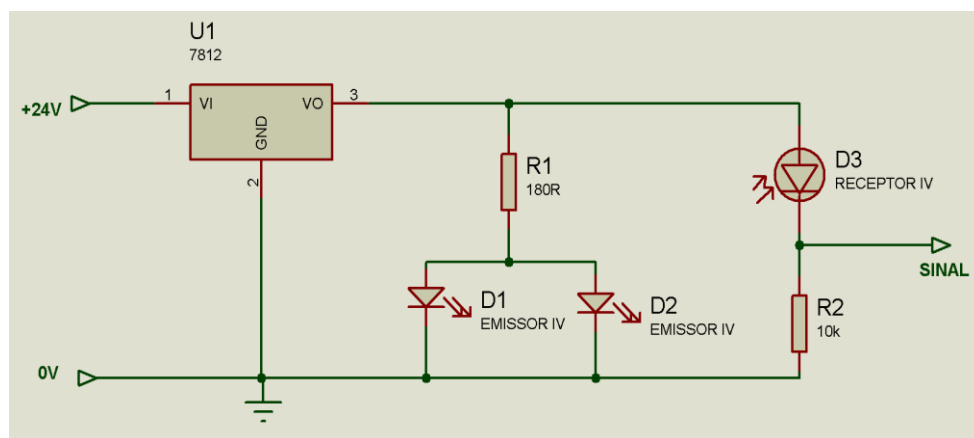 U1
7812
+24V
1
VI
VO
3
GND
2
R1
180R
D3
RECEPTOR IV
SINAL
D1
EMISSOR IV
D2
EMISSOR IV
R2
10k
0V